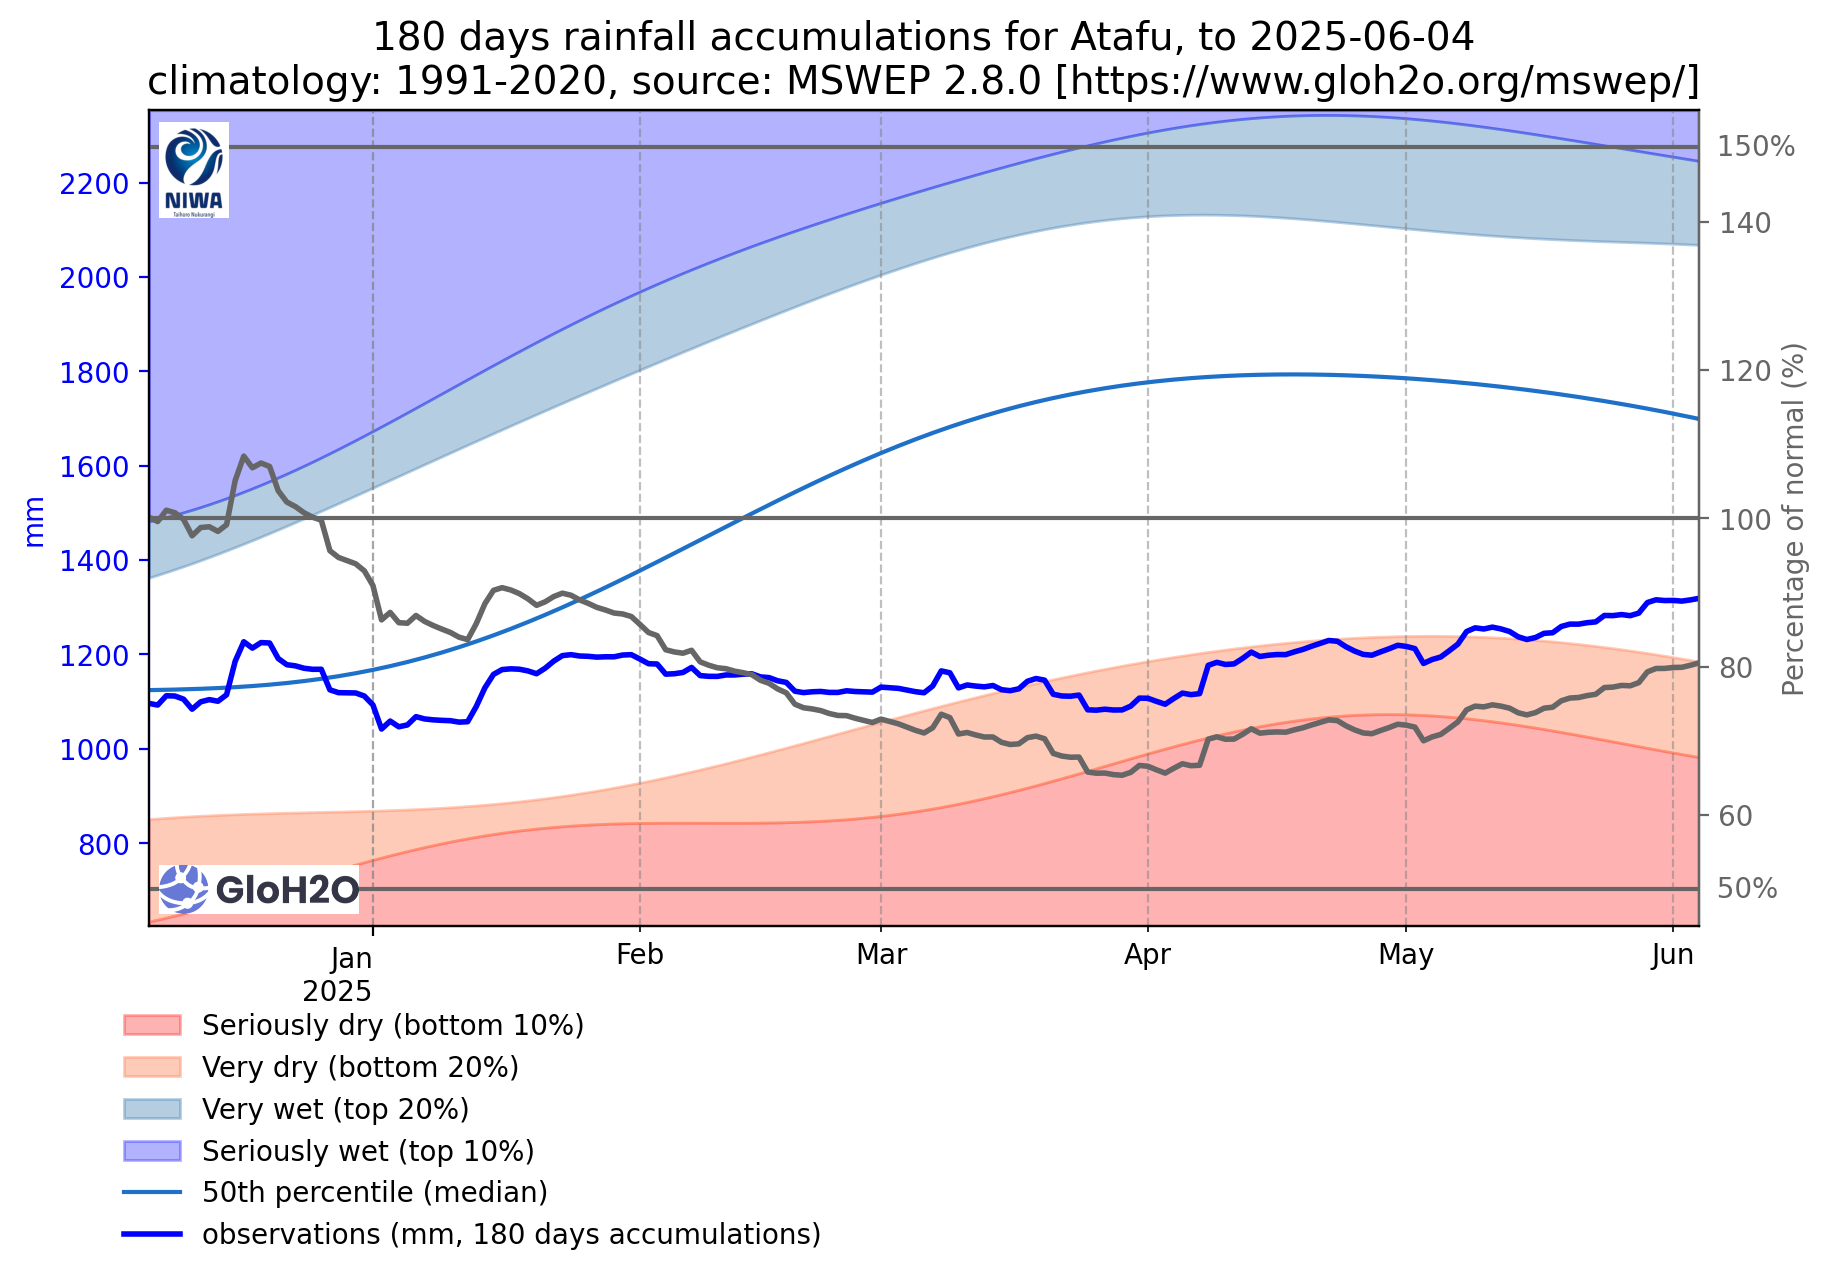 180 days rainfall accumulations for Atafu, to 2025-06-04
climatology: 1991-2020, source: MSWEP 2.8.0 [https://www.gloh2o.org/mswep/]
NIWA
Taihoro Nukurangi
2200
2000
1800
1600
1400
1200
1000
800
mm
150%
140
120
100
80
60
50%
Percentage of normal (%)
GloH2O
Jan
2025
Feb
Mar
Apr
May
Jun
Seriously dry (bottom 10%)
Very dry (bottom 20%)
Very wet (top 20%)
Seriously wet (top 10%)
50th percentile (median)
observations (mm, 180 days accumulations)